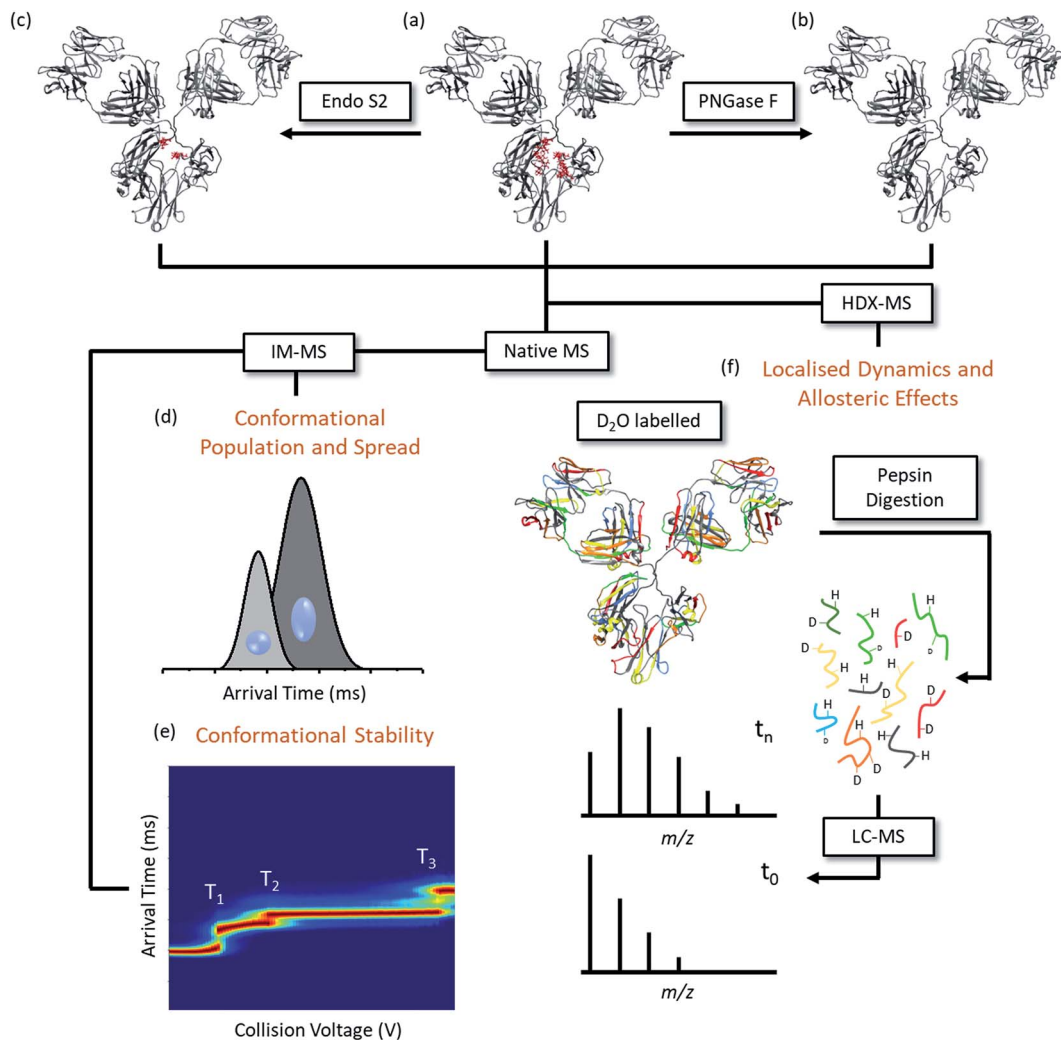 (c)
(a)
(b)
Endo S2
PNGase F
HDX-MS
IM-MS
Native MS
(f)
Localised Dynamics and
Allosteric Effects
(d)
Conformational
Population and Spread
D₂O labelled
Pepsin
Digestion
Arrival Time (ms)
H
D
H
D
H
D
D
H
D
H
H
D
H
D
D
D
H
D
D
H
H
(e)
Conformational Stability
tₙ
m/z
LC-MS
t₀
m/z
Arrival Time (ms)
T₁
T₂
T₃
Collision Voltage (V)